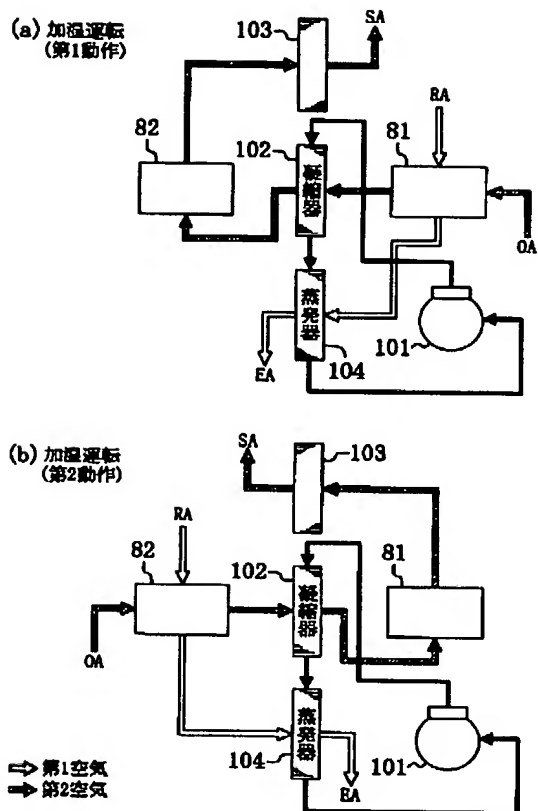 (a) 加湿運転
(第1動作)
103
SA
RA
82
102
81
凝縮器
OA
蒸発器
101
EA
104
(b) 加湿運転
(第2動作)
SA
103
RA
82
102
81
凝縮器
OA
蒸発器
104
EA
101
第1空気
第2空気